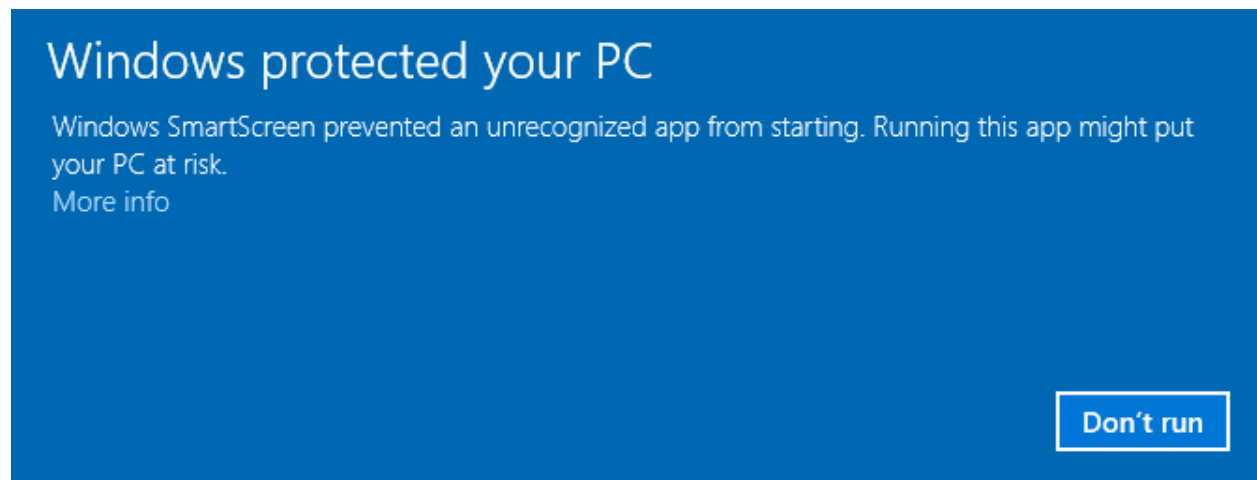 Windows protected your PC
Windows SmartScreen prevented an unrecognized app from starting. Running this app might put
your PC at risk.
More info
Don't run